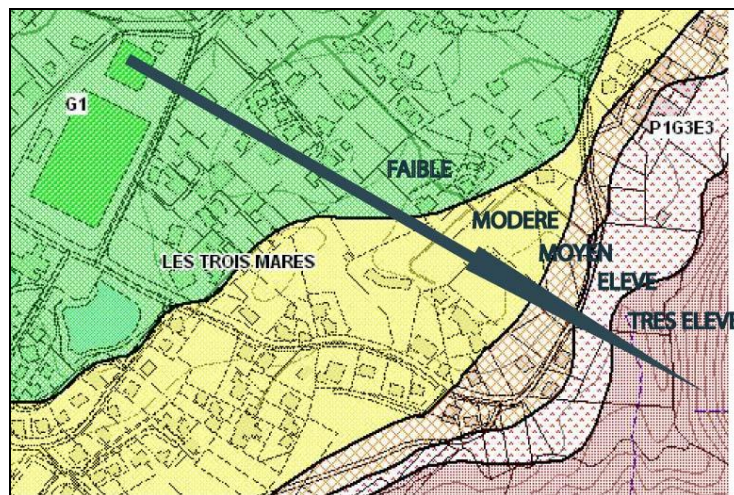 G1
P1G3E3
FAIBLE
MODERE
MOYEN
LES TROIS MARES
ELEVE
TRES ELEVE